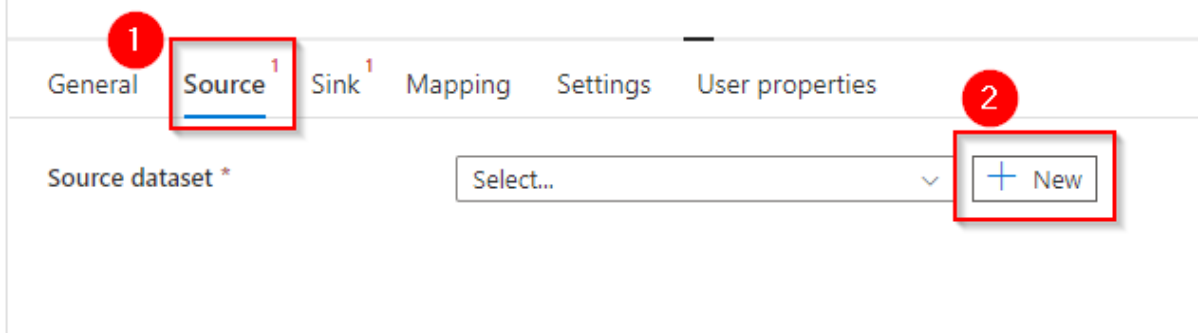 1
General Source 1 Sink 1 Mapping Settings User properties
2
Source dataset * Select... + New